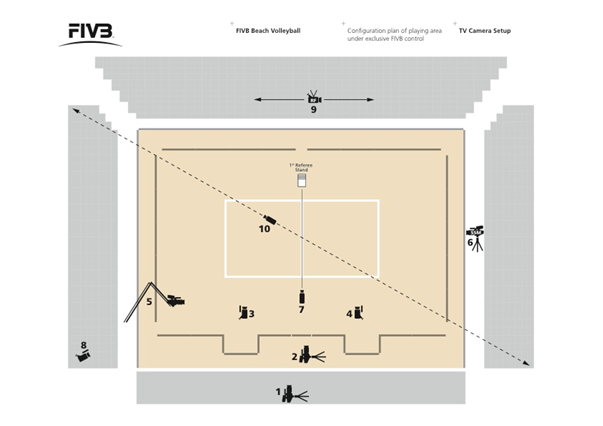 FIVB
FIVB Beach Volleyball
Configuration plan of playing area
under exclusive FIVB control
TV Camera Setup
9
1º Referee
Stand
10
6
5
3
7
4
8
2
1